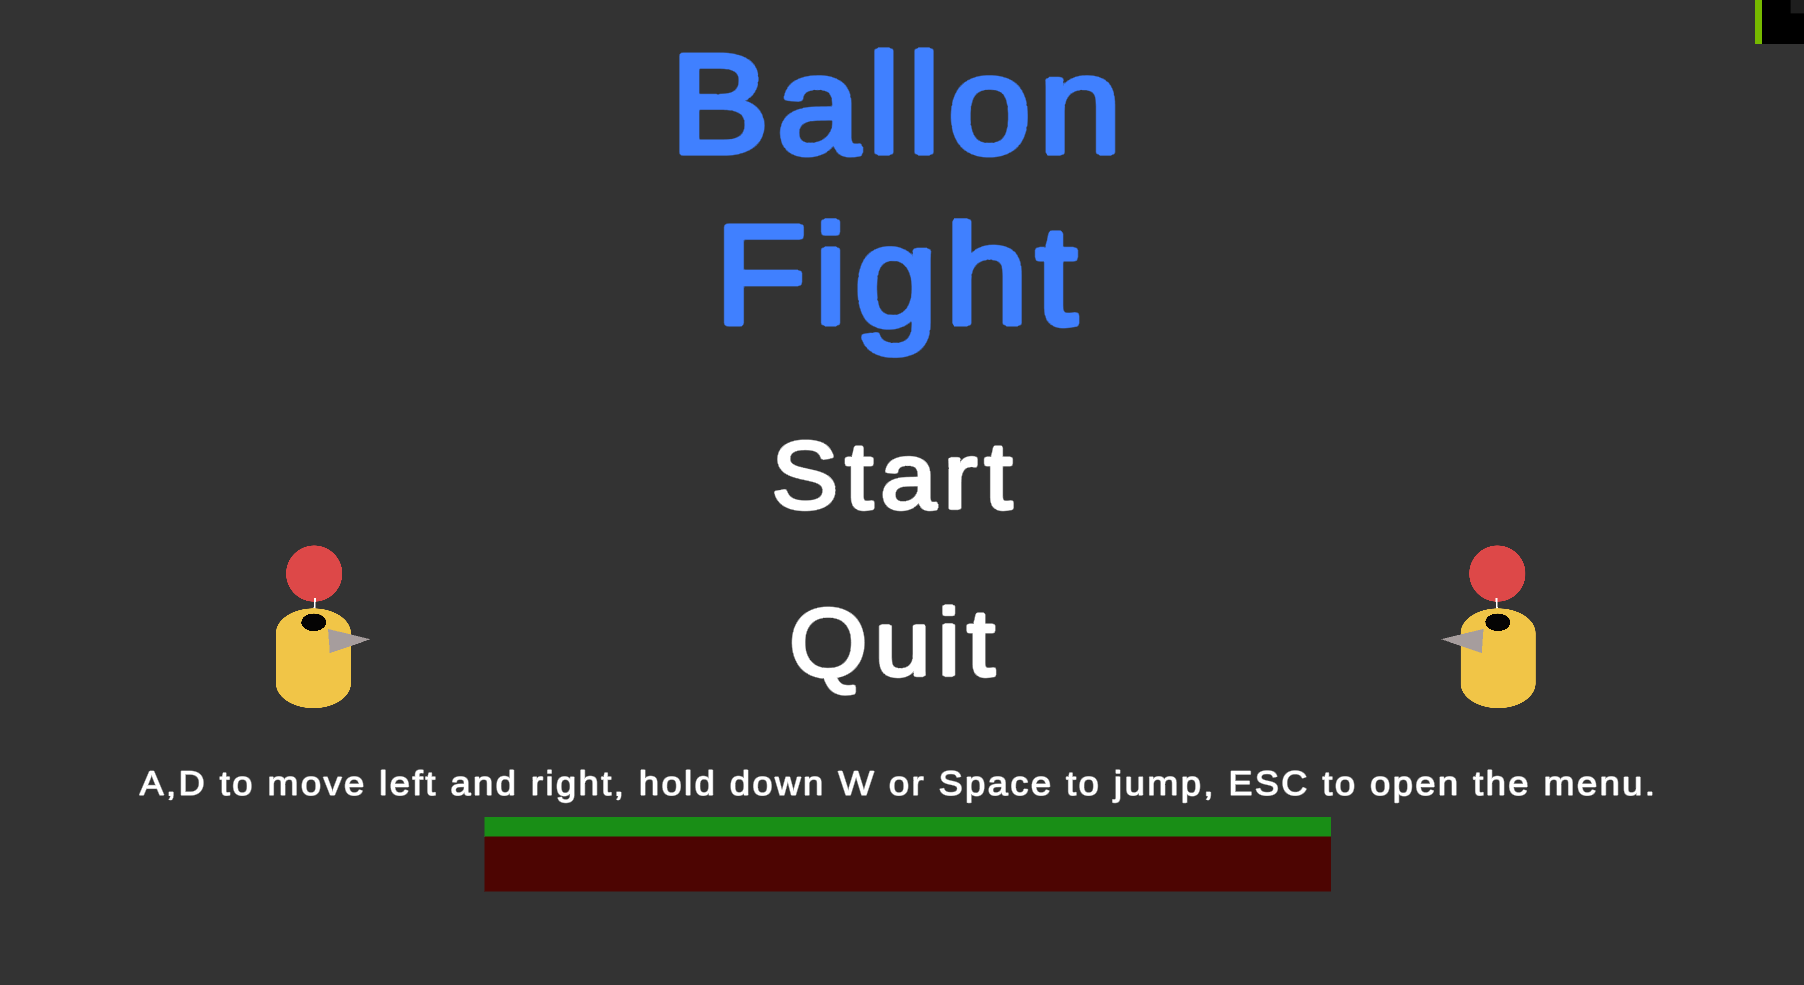 Ballon
Fight
Start
Quit
A,D to move left and right, hold down W or Space to jump, ESC to open the menu.